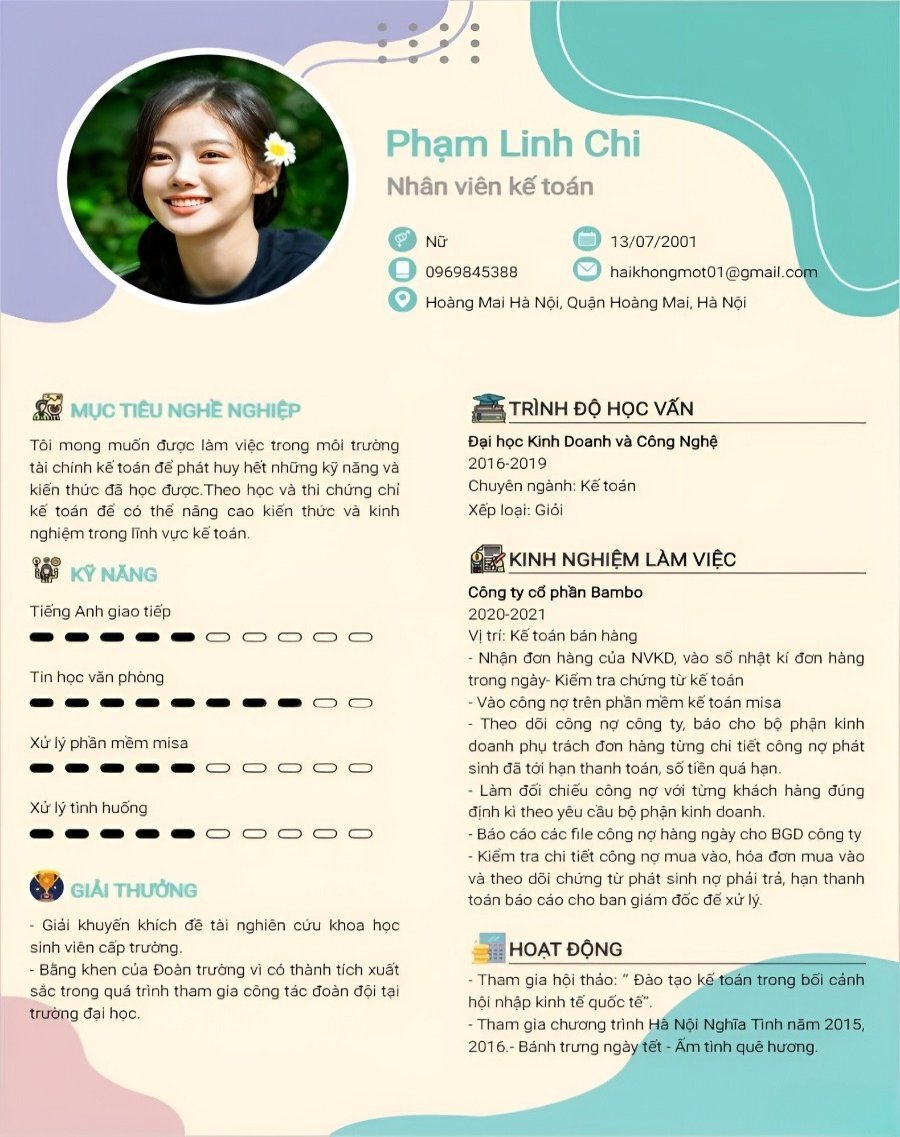 Phạm Linh Chi
Nhân viên kế toán
Nữ
13/07/2001
0969845388
haikhongmot01@gmail.com
Hoàng Mai Hà Nội, Quận Hoàng Mai, Hà Nội
MỤC TIÊU NGHỀ NGHIỆP
Tôi mong muốn được làm việc trong môi trường
tài chính kế toán để phát huy hết những kỹ năng và
kiến thức đã học được.Theo học và thi chứng chỉ
kế toán để có thể nâng cao kiến thức và kinh
nghiệm trong lĩnh vực kế toán.
KỸ NĂNG
Tiếng Anh giao tiếp
Tin học văn phòng
Xử lý phần mềm misa
Xử lý tình huống
GIẢI THƯỞNG
- Giải khuyến khích đề tài nghiên cứu khoa học
sinh viên cấp trường.
- Bằng khen của Đoàn trường vì có thành tích xuất
sắc trong quá trình tham gia công tác đoàn đội tại
trường đại học.
TRÌNH ĐỘ HỌC VẤN
Đại học Kinh Doanh và Công Nghệ
2016-2019
Chuyên ngành: Kế toán
Xếp loại: Giỏi
KINH NGHIỆM LÀM VIỆC
Công ty cổ phần Bambo
2020-2021
Vị trí: Kế toán bán hàng
- Nhận đơn hàng của NVKD, vào sổ nhật kí đơn hàng
trong ngày- Kiểm tra chứng từ kế toán
- Vào công nợ trên phần mềm kế toán misa
- Theo dõi công nợ công ty, báo cho bộ phận kinh
doanh phụ trách đơn hàng từng chi tiết công nợ phát
sinh đã tới hạn thanh toán, số tiền quá hạn.
- Làm đối chiếu công nợ với từng khách hàng đúng
định kì theo yêu cầu bộ phận kinh doanh.
- Báo cáo các file công nợ hàng ngày cho BGD công ty
- Kiểm tra chi tiết công nợ mua vào, hóa đơn mua vào
và theo dõi chứng từ phát sinh nợ phải trả, hạn thanh
toán báo cáo cho ban giám đốc để xử lý.
HOẠT ĐỘNG
- Tham gia hội thảo: “ Đào tạo kế toán trong bối cảnh
hội nhập kinh tế quốc tế”.
- Tham gia chương trình Hà Nội Nghĩa Tình năm 2015,
2016.- Bánh trưng ngày tết - Ấm tình quê hương.